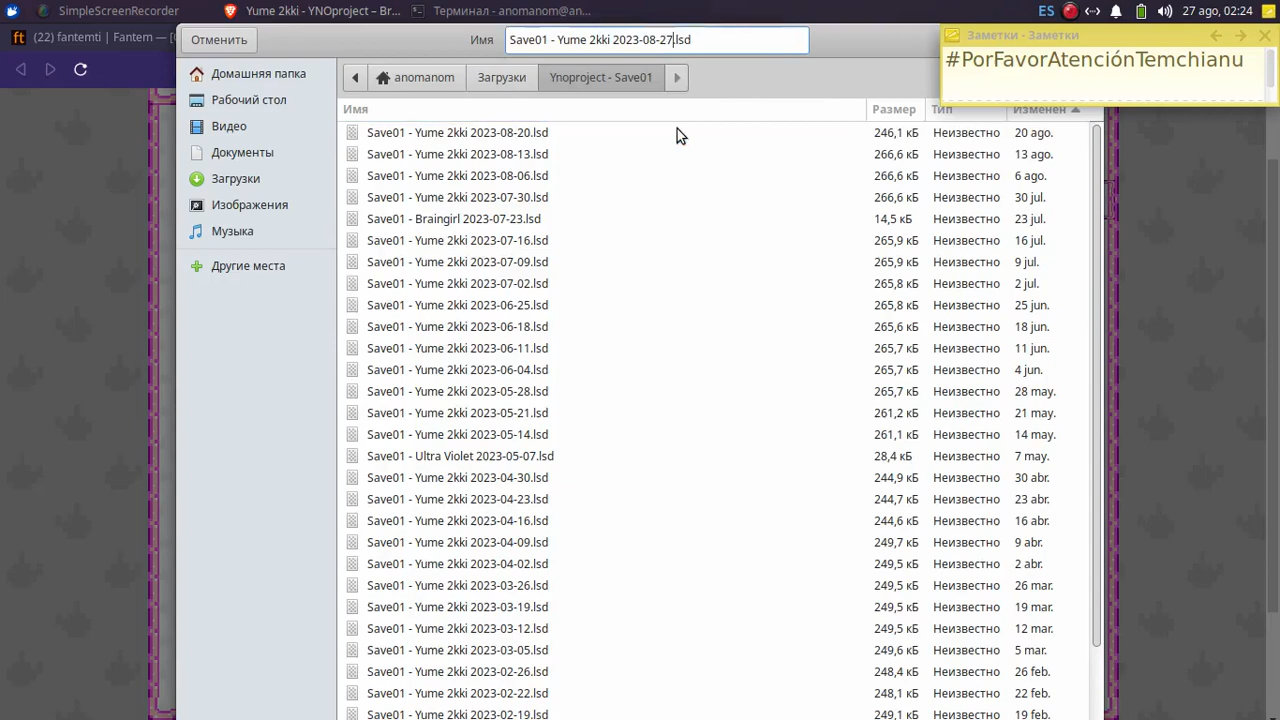 SimpleScreenRecorder
Yume 2kki - YNOproject – Br...
Терминал - anomanom@an...
ES
27 ago, 02:24
(22) fantemti | Fantem — [
Отменить
Имя
Save01 - Yume 2kki 2023-08-27.lsd
Заметки - Заметки
#PorFavorAtenciónTemchianu
Домашняя папка
Рабочий стол
Видео
Документы
Загрузки
Изображения
Музыка
Другие места
anomanom
Загрузки
Ynoproject - Save01
Имя Размер Тип Изменён
Save01 - Yume 2kki 2023-08-20.lsd 246,1 кБ Неизвестно 20 ago.
Save01 - Yume 2kki 2023-08-13.lsd 266,6 кБ Неизвестно 13 ago.
Save01 - Yume 2kki 2023-08-06.lsd 266,6 кБ Неизвестно 6 ago.
Save01 - Yume 2kki 2023-07-30.lsd 266,6 кБ Неизвестно 30 jul.
Save01 - Braingirl 2023-07-23.lsd 14,5 кБ Неизвестно 23 jul.
Save01 - Yume 2kki 2023-07-16.lsd 265,9 кБ Неизвестно 16 jul.
Save01 - Yume 2kki 2023-07-09.lsd 265,9 кБ Неизвестно 9 jul.
Save01 - Yume 2kki 2023-07-02.lsd 265,8 кБ Неизвестно 2 jul.
Save01 - Yume 2kki 2023-06-25.lsd 265,8 кБ Неизвестно 25 jun.
Save01 - Yume 2kki 2023-06-18.lsd 265,6 кБ Неизвестно 18 jun.
Save01 - Yume 2kki 2023-06-11.lsd 265,7 кБ Неизвестно 11 jun.
Save01 - Yume 2kki 2023-06-04.lsd 265,7 кБ Неизвестно 4 jun.
Save01 - Yume 2kki 2023-05-28.lsd 265,7 кБ Неизвестно 28 may.
Save01 - Yume 2kki 2023-05-21.lsd 261,2 кБ Неизвестно 21 may.
Save01 - Yume 2kki 2023-05-14.lsd 261,1 кБ Неизвестно 14 may.
Save01 - Ultra Violet 2023-05-07.lsd 28,4 кБ Неизвестно 7 may.
Save01 - Yume 2kki 2023-04-30.lsd 244,9 кБ Неизвестно 30 abr.
Save01 - Yume 2kki 2023-04-23.lsd 244,7 кБ Неизвестно 23 abr.
Save01 - Yume 2kki 2023-04-16.lsd 244,6 кБ Неизвестно 16 abr.
Save01 - Yume 2kki 2023-04-09.lsd 249,7 кБ Неизвестно 9 abr.
Save01 - Yume 2kki 2023-04-02.lsd 249,5 кБ Неизвестно 2 abr.
Save01 - Yume 2kki 2023-03-26.lsd 249,5 кБ Неизвестно 26 mar.
Save01 - Yume 2kki 2023-03-19.lsd 249,5 кБ Неизвестно 19 mar.
Save01 - Yume 2kki 2023-03-12.lsd 249,5 кБ Неизвестно 12 mar.
Save01 - Yume 2kki 2023-03-05.lsd 249,6 кБ Неизвестно 5 mar.
Save01 - Yume 2kki 2023-02-26.lsd 248,4 кБ Неизвестно 26 feb.
Save01 - Yume 2kki 2023-02-22.lsd 248,1 кБ Неизвестно 22 feb.
Save01 - Yume 2kki 2023-02-19.lsd 248,1 кБ Неизвестно 19 feb.